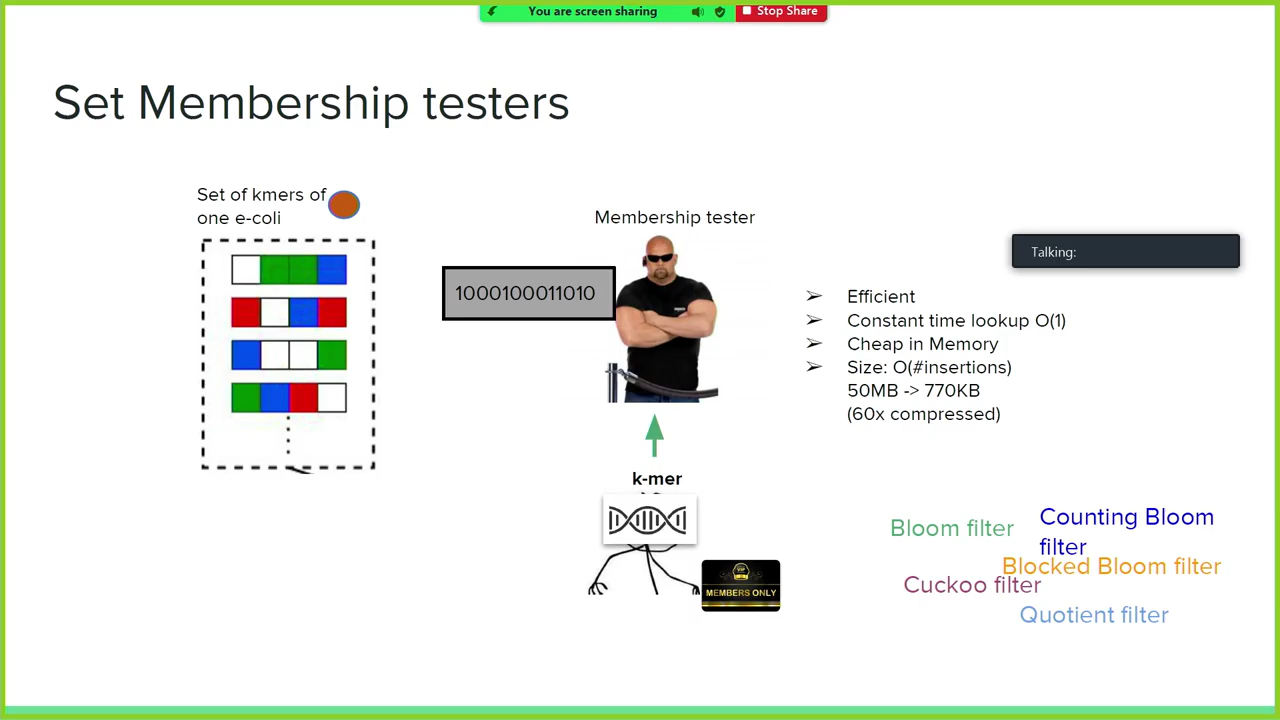 You are screen sharing
Stop Share
Set Membership testers
Set of kmers of
one e-coli
Membership tester
1000100011010
Talking:
➢ Efficient
➢ Constant time lookup O(1)
➢ Cheap in Memory
➢ Size: O(#insertions)
50MB -> 770KB
(60x compressed)
k-mer
VIP
MEMBERS ONLY
Bloom filter
Counting Bloom
filter
Blocked Bloom filter
Cuckoo filter
Quotient filter